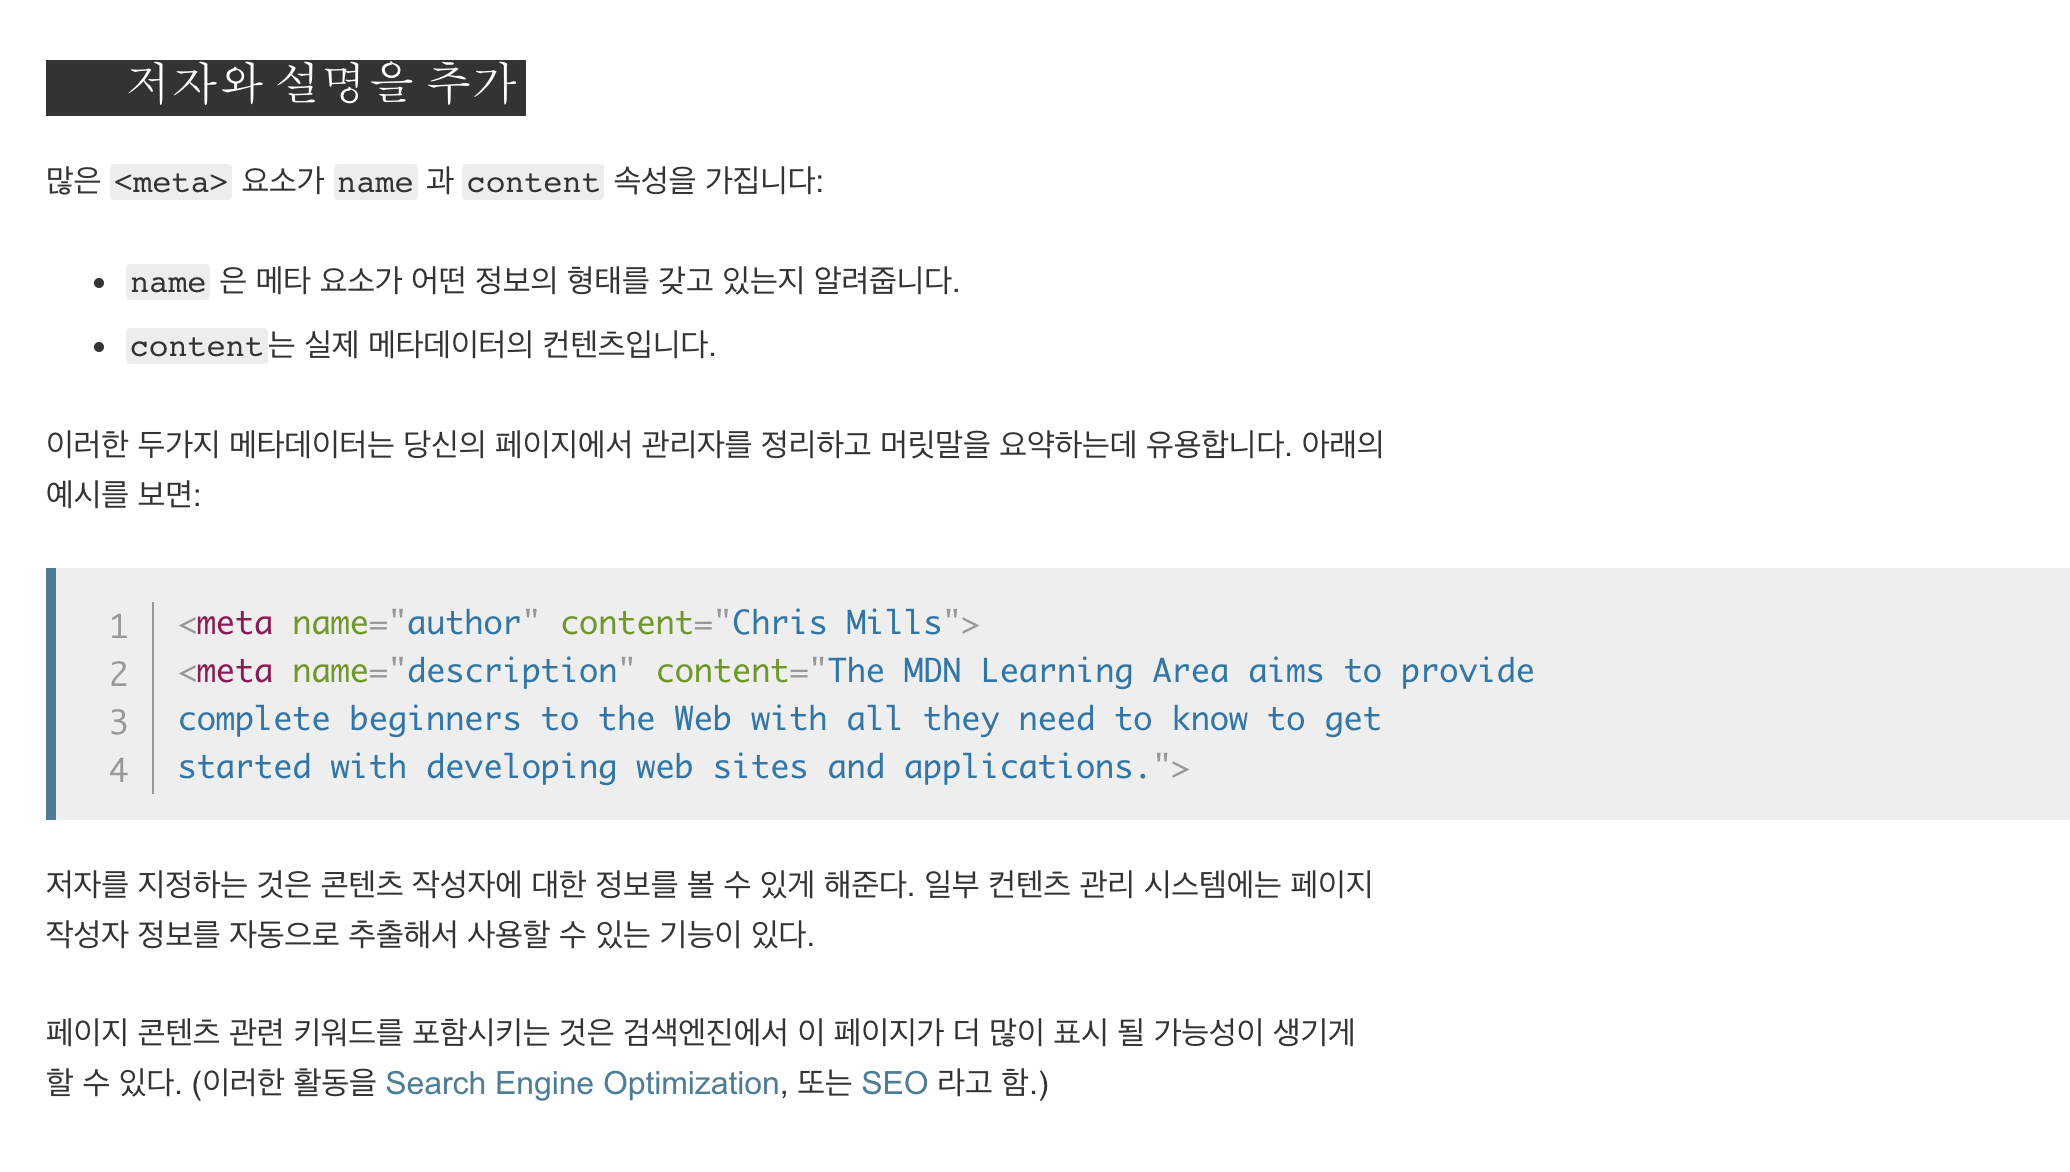 저자와 설명을 추가
많은 <meta> 요소가 name 과 content 속성을 가집니다:
• name 은 메타 요소가 어떤 정보의 형태를 갖고 있는지 알려줍니다.
• content는 실제 메타데이터의 컨텐츠입니다.
이러한 두가지 메타데이터는 당신의 페이지에서 관리자를 정리하고 머릿말을 요약하는데 유용합니다. 아래의
예시를 보면:
1 <meta name="author" content="Chris Mills">
2 <meta name="description" content="The MDN Learning Area aims to provide
3 complete beginners to the Web with all they need to know to get
4 started with developing web sites and applications.">
저자를 지정하는 것은 콘텐츠 작성자에 대한 정보를 볼 수 있게 해준다. 일부 컨텐츠 관리 시스템에는 페이지
작성자 정보를 자동으로 추출해서 사용할 수 있는 기능이 있다.
페이지 콘텐츠 관련 키워드를 포함시키는 것은 검색엔진에서 이 페이지가 더 많이 표시 될 가능성이 생기게
할 수 있다. (이러한 활동을 Search Engine Optimization, 또는 SEO 라고 함.)